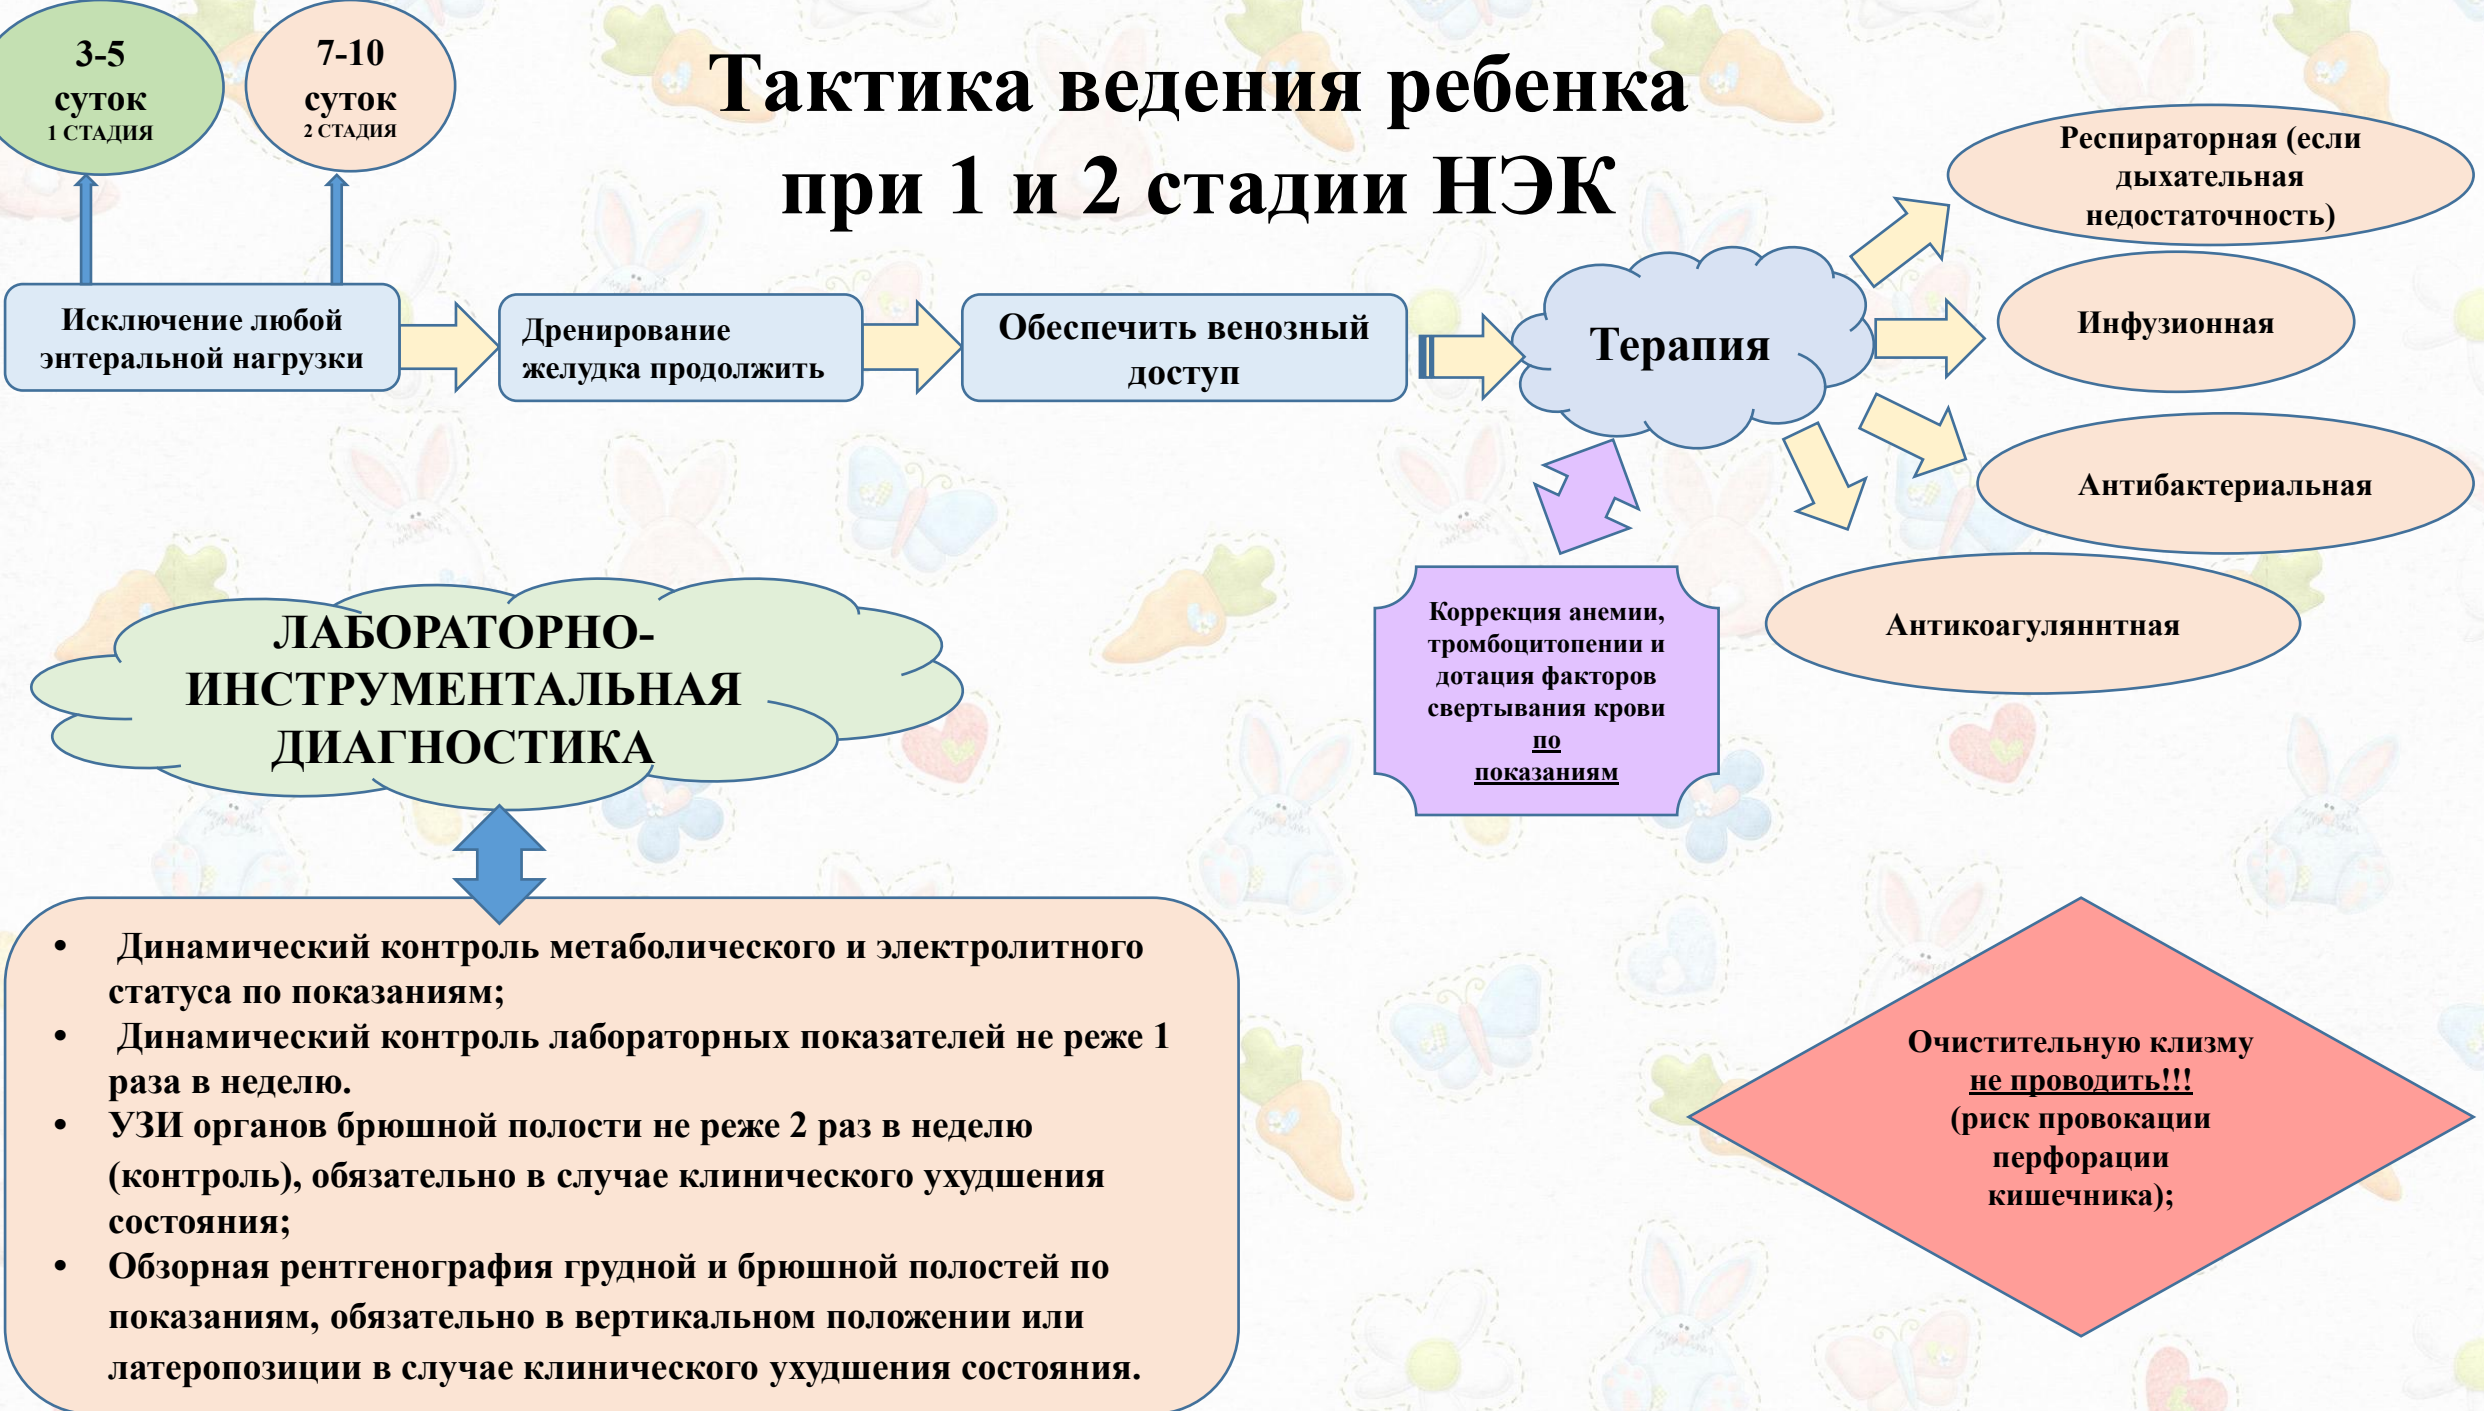 3-5
суток
1 СТАДИЯ
7-10
суток
2 СТАДИЯ
Тактика ведения ребенка
при 1 и 2 стадии НЭК
Исключение любой
энтеральной нагрузки
Дренирование
желудка продолжить
Обеспечить венозный
доступ
Терапия
Респираторная (если
дыхательная
недостаточность)
Инфузионная
Антибактериальная
Антикоагуляннтная
Коррекция анемии,
тромбоцитопении и
дотация факторов
свертывания крови
по
показаниям
ЛАБОРАТОРНО-
ИНСТРУМЕНТАЛЬНАЯ
ДИАГНОСТИКА
• Динамический контроль метаболического и электролитного
статуса по показаниям;
• Динамический контроль лабораторных показателей не реже 1
раза в неделю.
• УЗИ органов брюшной полости не реже 2 раз в неделю
(контроль), обязательно в случае клинического ухудшения
состояния;
• Обзорная рентгенография грудной и брюшной полостей по
показаниям, обязательно в вертикальном положении или
латеропозиции в случае клинического ухудшения состояния.
Очистительную клизму
не проводить!!!
(риск провокации
перфорации
кишечника);